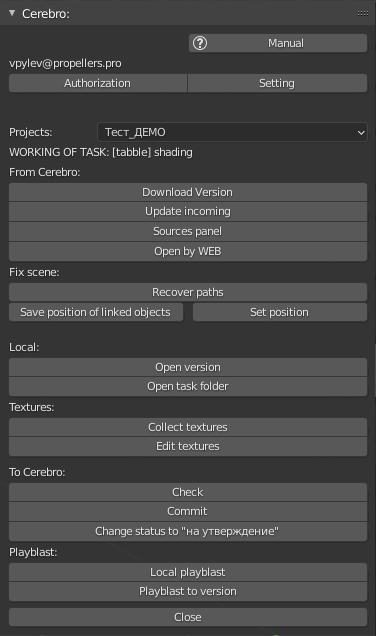 Cerebro:
Manual
vpylev@propellers.pro
Authorization Setting
Projects: Тест_ДЕМО
WORKING OF TASK: [tabble] shading
From Cerebro:
Download Version
Update incoming
Sources panel
Open by WEB
Fix scene:
Recover paths
Save position of linked objects Set position
Local:
Open version
Open task folder
Textures:
Collect textures
Edit textures
To Cerebro:
Check
Commit
Change status to "на утверждение"
Playblast:
Local playblast
Playblast to version
Close